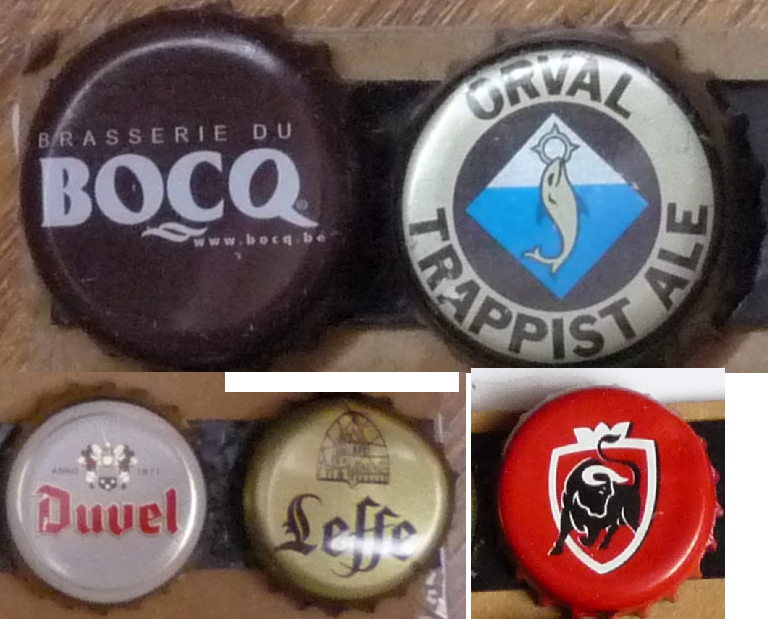 BRASSERIE DU
BOCQ®
www.bocq.be
ORVAL
TRAPPIST ALE
ANNO 1871
Duvel
Leffe